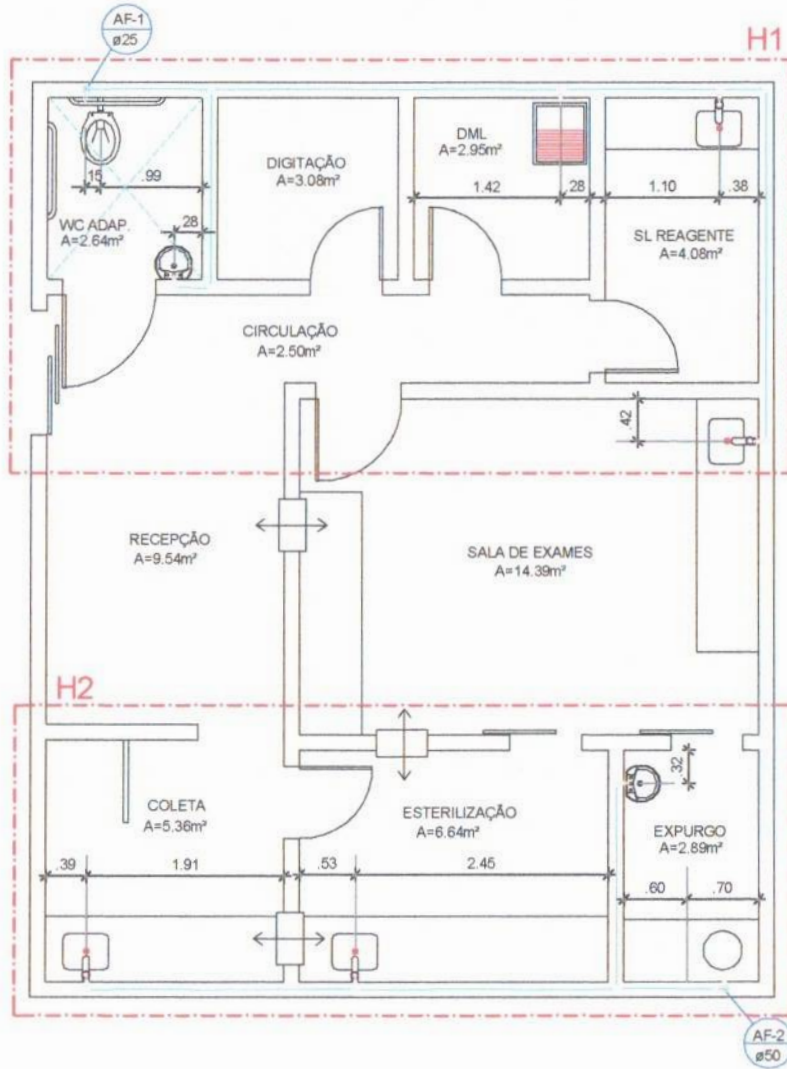 AF-1
ø25
H1
DIGITAÇÃO
A=3.08m²
DML
A=2.95m²
.15
.99
1.42
.28
1.10
.38
WC ADAP.
A=2.64m²
.28
SL REAGENTE
A=4.08m²
CIRCULAÇÃO
A=2.50m²
.42
RECEPÇÃO
A=9.54m²
SALA DE EXAMES
A=14.39m²
H2
.32
COLETA
A=5.36m²
ESTERILIZAÇÃO
A=6.64m²
EXPURGO
A=2.89m²
.39
1.91
.53
2.45
.60
.70
AF-2
ø50